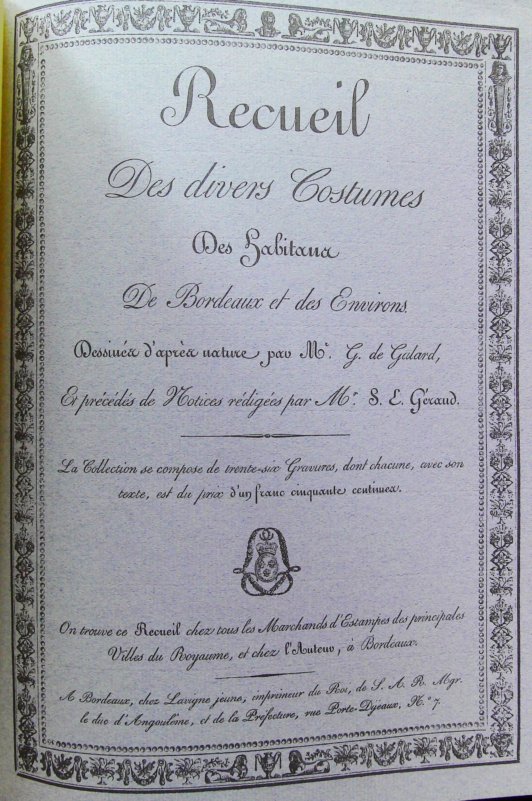 Recueil
Des divers Costumes
Des Habitans
De Bordeaux et des Environs.
Dessinés d'après nature par Mr. G. de Galard,
Et précédés de Notices rédigées par Mr. S. E. Géraud.
La Collection se compose de trente-six Gravures, dont chacune, avec son
texte, est du prix d'un franc cinquante centimes.
On trouve ce Recueil chez tous les Marchands d'Estampes des principales
Villes du Royaume, et chez l'Auteur, à Bordeaux.
A Bordeaux, chez Lavigne jeune, imprimeur du Roi, de S. A. R. Mgr.
le duc d'Angoulême, et de la Préfecture, rue Porte-Dijeaux, N.° 7.